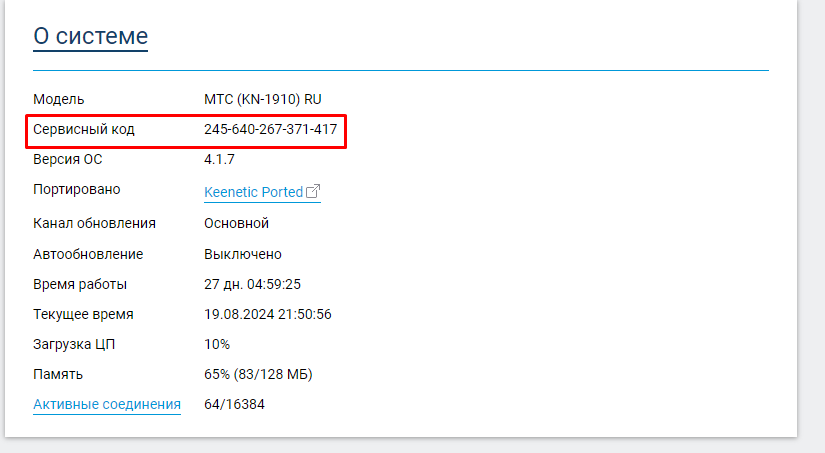 О системе
Модель МТС (KN-1910) RU
Сервисный код 245-640-267-371-417
Версия ОС 4.1.7
Портировано Keenetic Ported
Канал обновления Основной
Автообновление Выключено
Время работы 27 дн. 04:59:25
Текущее время 19.08.2024 21:50:56
Загрузка ЦП 10%
Память 65% (83/128 МБ)
Активные соединения 64/16384